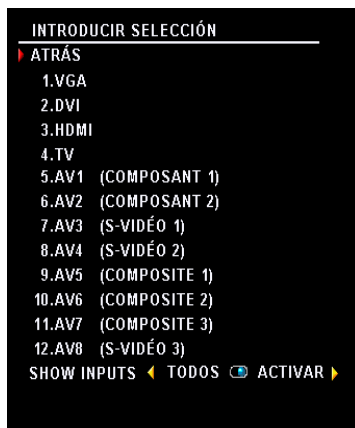 INTRODUCIR SELECCIÓN
ATRÁS
1.VGA
2.DVI
3.HDMI
4.TV
5.AV1 (COMPOSANT 1)
6.AV2 (COMPOSANT 2)
7.AV3 (S-VIDÉO 1)
8.AV4 (S-VIDÉO 2)
9.AV5 (COMPOSITE 1)
10.AV6 (COMPOSITE 2)
11.AV7 (COMPOSITE 3)
12.AV8 (S-VIDÉO 3)
SHOW INPUTS TODOS ACTIVAR